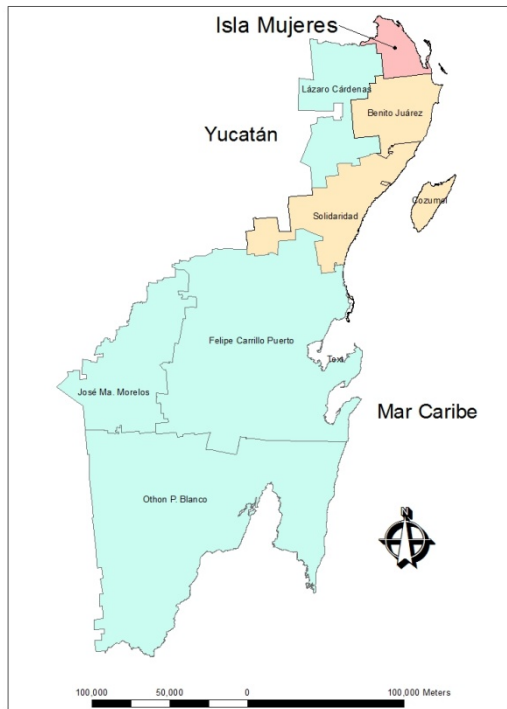 Isla Mujeres
Lázaro Cárdenas
Benito Juárez
Yucatán
Cozumel
Solidaridad
Felipe Carrillo Puerto
Text
José Ma. Morelos
Mar Caribe
Othon P. Blanco
N
100,000 50,000 0 100,000 Meters